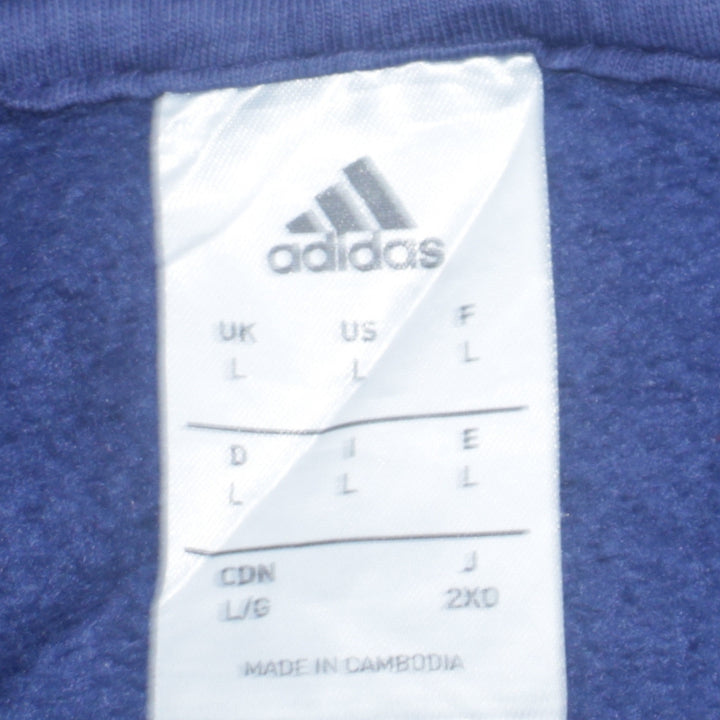 adidas
UK US F
L L L
D I E
L L L
CDN J
L/G 2XO
MADE IN CAMBODIA